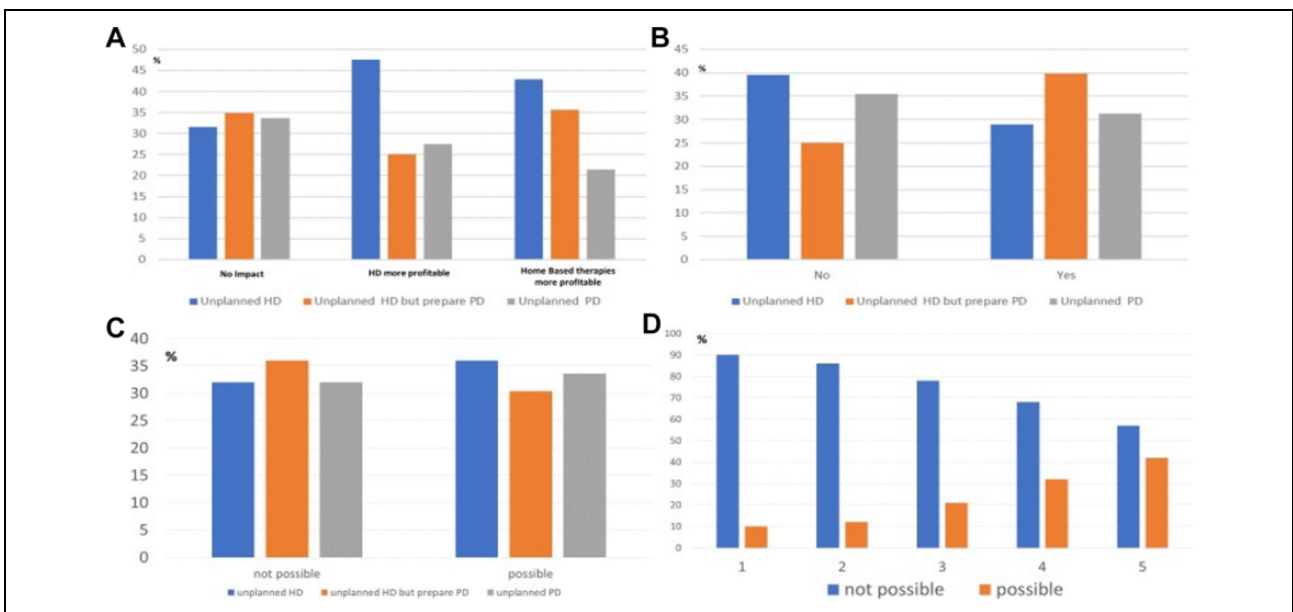 A
50
%
45
40
35
30
25
20
15
10
5
0
No Impact
HD more profitable
Home Based therapies
more profitable
Unplanned HD
Unplanned HD but prepare PD
Unplanned PD
B
45
%
40
35
30
25
20
15
10
5
0
No
Yes
Unplanned HD
Unplanned HD but prepare PD
Unplanned PD
C
40
%
35
30
25
20
15
10
5
0
not possible
possible
unplanned HD
unplanned HD but prepare PD
unplanned PD
D
100
%
90
80
70
60
50
40
30
20
10
0
1
2
3
4
5
not possible
possible